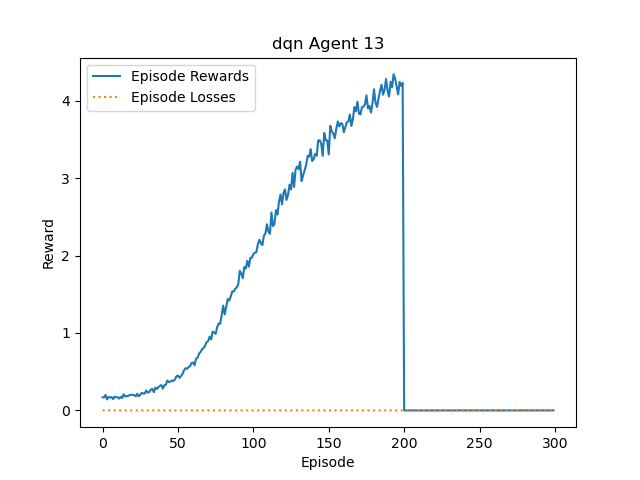 dqn Agent 13
Episode Rewards
Episode Losses
Reward
4
3
2
1
0
0 50 100 150 200 250 300
Episode